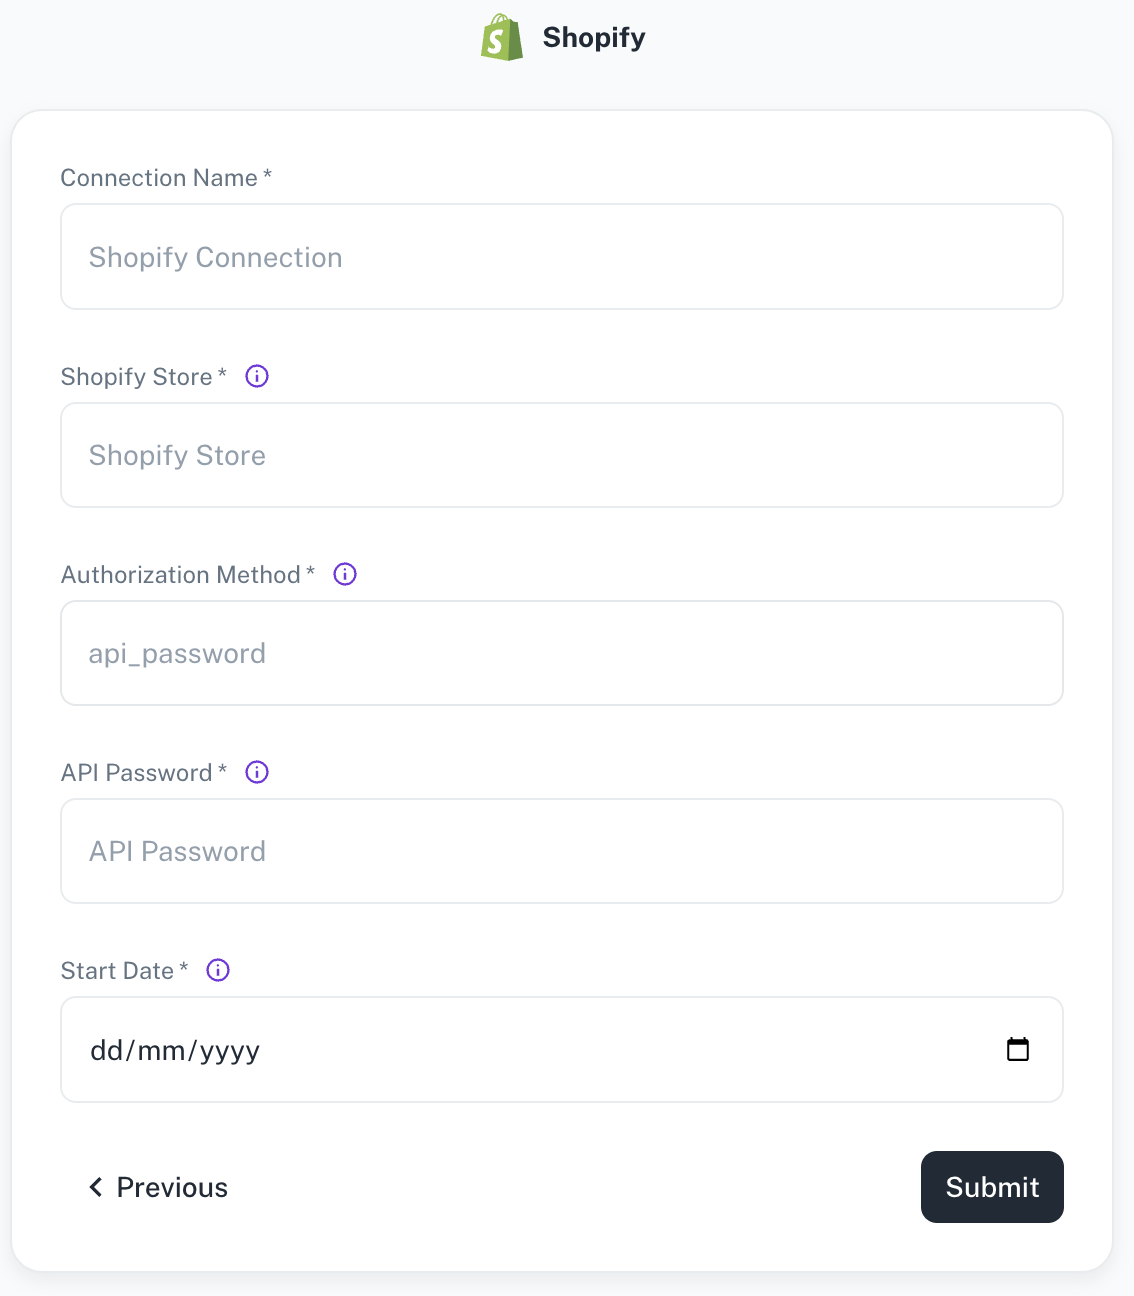 Shopify
Connection Name *
Shopify Connection
Shopify Store *
Shopify Store
Authorization Method *
api_password
API Password *
API Password
Start Date *
dd/mm/yyyy
Previous
Submit